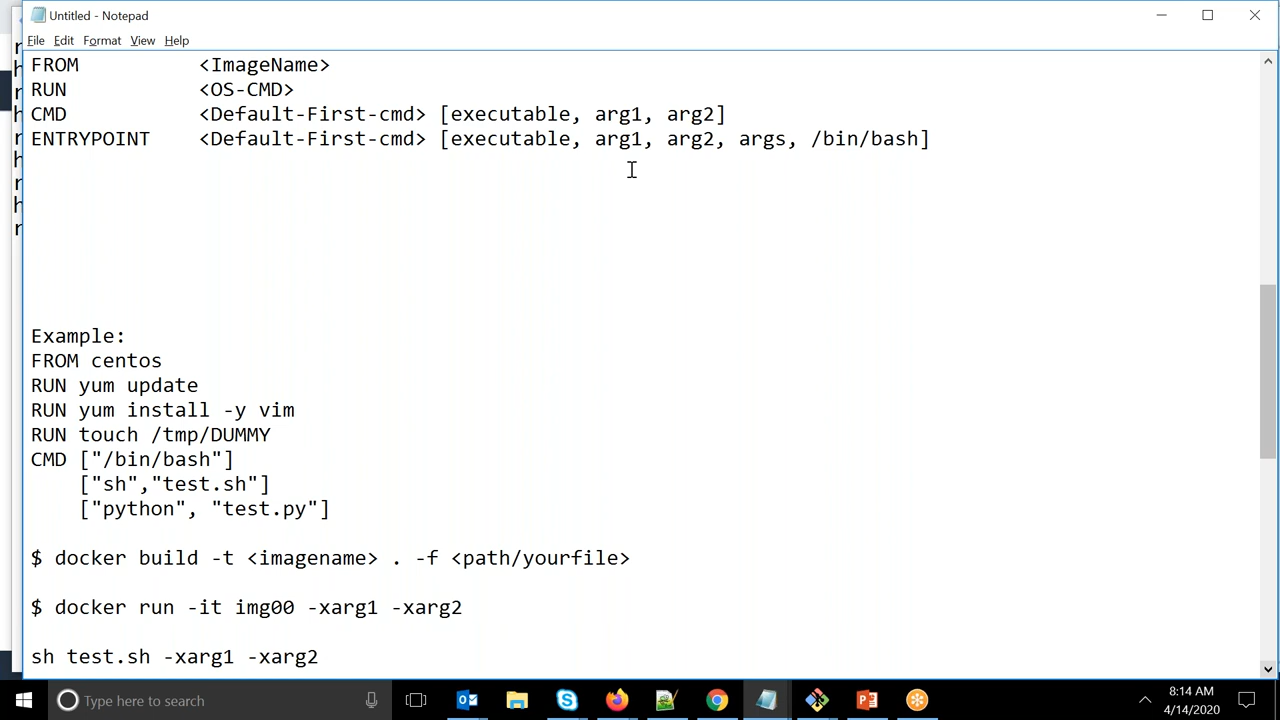 Untitled - Notepad
File Edit Format View Help
FROM <ImageName>
RUN <OS-CMD>
CMD <Default-First-cmd> [executable, arg1, arg2]
ENTRYPOINT <Default-First-cmd> [executable, arg1, arg2, args, /bin/bash]
Example:
FROM centos
RUN yum update
RUN yum install -y vim
RUN touch /tmp/DUMMY
CMD ["/bin/bash"]
["sh","test.sh"]
["python", "test.py"]
$ docker build -t <imagename> . -f <path/yourfile>
$ docker run -it img00 -xarg1 -xarg2
sh test.sh -xarg1 -xarg2
Type here to search
8:14 AM
4/14/2020